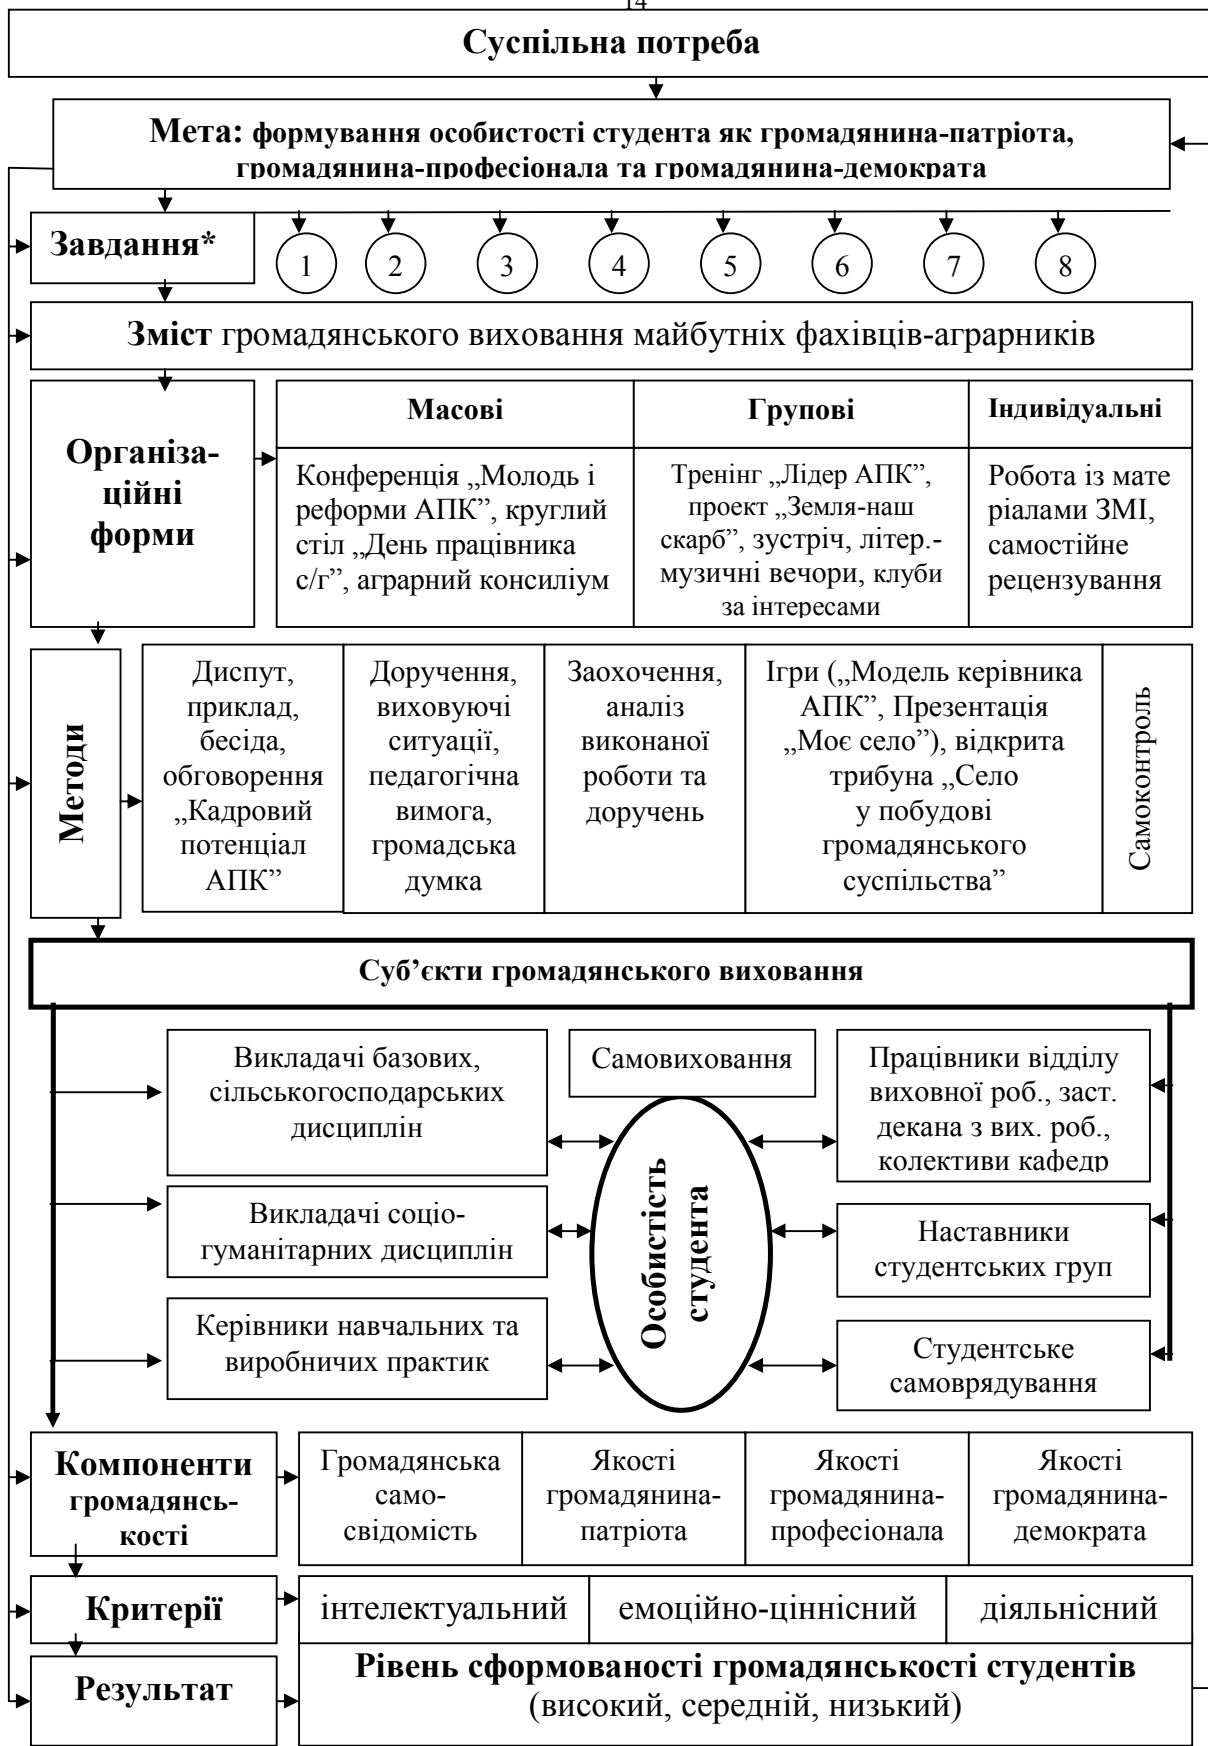 14
Суспільна потреба
Мета: формування особистості студента як громадянина-патріота,
громадянина-професіонала та громадянина-демократа
Завдання*
1 2 3 4 5 6 7 8
Зміст громадянського виховання майбутніх фахівців-аграрників
Організа-
ційні
форми
Масові
Конференція „Молодь і
реформи АПК”, круглий
стіл „День працівника
с/г”, аграрний консиліум
Групові
Тренінг „Лідер АПК”,
проект „Земля-наш
скарб”, зустріч, літер.-
музичні вечори, клуби
за інтересами
Індивідуальні
Робота із мате
ріалами ЗМІ,
самостійне
рецензування
Методи
Диспут,
приклад,
бесіда,
обговорення
„Кадровий
потенціал
АПК”
Доручення,
виховуючі
ситуації,
педагогічна
вимога,
громадська
думка
Заохочення,
аналіз
виконаної
роботи та
доручень
Ігри („Модель керівника
АПК”, Презентація
„Моє село”), відкрита
трибуна „Село
у побудові
громадянського
суспільства”
Самоконтроль
Суб’єкти громадянського виховання
Викладачі базових,
сільськогосподарських
дисциплін
Самовиховання
Працівники відділу
виховної роб., заст.
декана з вих. роб.,
колективи кафедр
Особистість
студента
Викладачі соціо-
гуманітарних дисциплін
Наставники
студентських груп
Керівники навчальних та
виробничих практик
Студентське
самоврядування
Компоненти
громадянсь-
кості
Громадянська
само-
свідомість
Якості
громадянина-
патріота
Якості
громадянина-
професіонала
Якості
громадянина-
демократа
Критерії
інтелектуальний
емоційно-ціннісний
діяльнісний
Результат
Рівень сформованості громадянськості студентів
(високий, середній, низький)